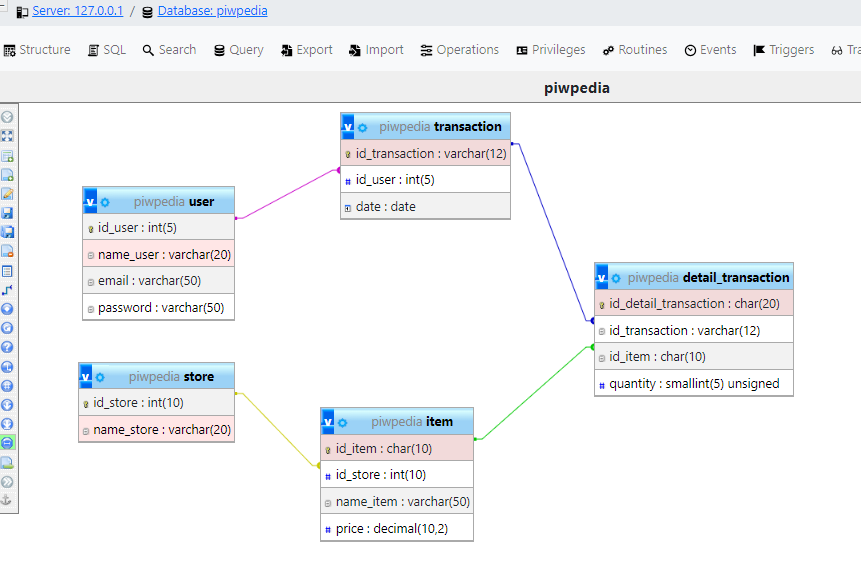 Server: 127.0.0.1 / Database: piwpedia
Structure SQL Search Query Export Import Operations Privileges Routines Events Triggers Tra
piwpedia
v piwpedia transaction
id_transaction : varchar(12)
# id_user : int(5)
date : date
v piwpedia user
id_user : int(5)
name_user : varchar(20)
email : varchar(50)
password : varchar(50)
v piwpedia detail_transaction
id_detail_transaction : char(20)
id_transaction : varchar(12)
id_item : char(10)
# quantity : smallint(5) unsigned
v piwpedia store
id_store : int(10)
name_store : varchar(20)
v piwpedia item
id_item : char(10)
# id_store : int(10)
name_item : varchar(50)
# price : decimal(10,2)